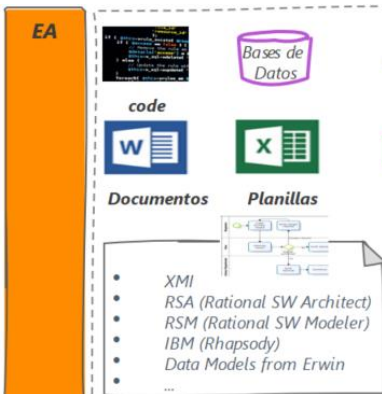 EA
Bases de
Datos
code
W
X
Documentos
Planillas
• XMI
• RSA (Rational SW Architect)
• RSM (Rational SW Modeler)
• IBM (Rhapsody)
• Data Models from Erwin
• ...